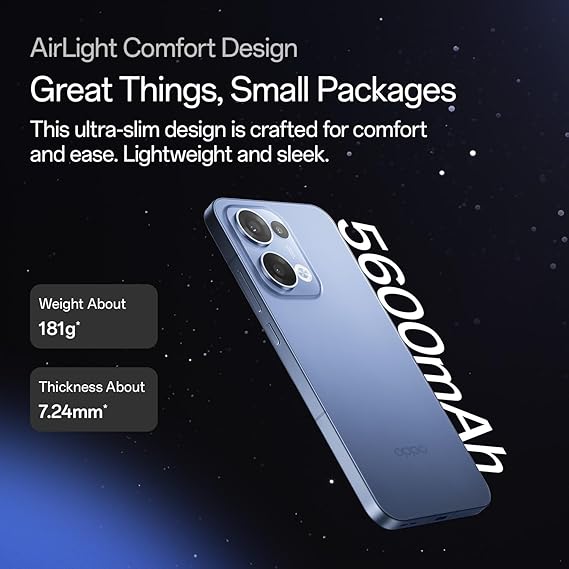 AirLight Comfort Design
Great Things, Small Packages
This ultra-slim design is crafted for comfort
and ease. Lightweight and sleek.
5600mAh
Weight About
181g*
Thickness About
7.24mm*
oppo